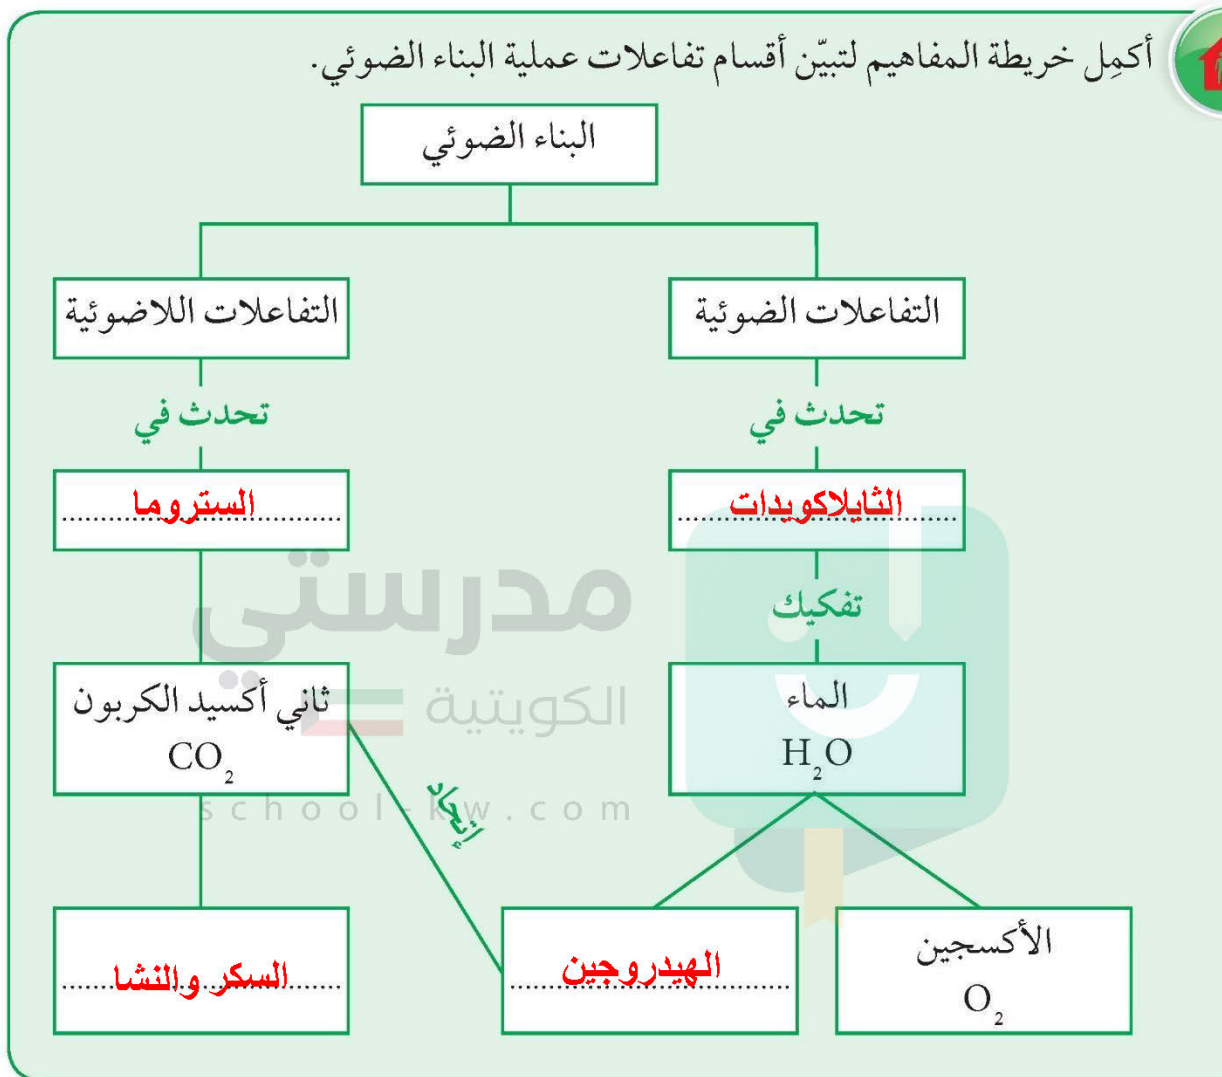 أكمِل خريطة المفاهيم لتبيّن أقسام تفاعلات عملية البناء الضوئي.
البناء الضوئي
التفاعلات الضوئية
التفاعلات اللاضوئية
تحدث في
تحدث في
الثايلاكويدات
الستروما
تفكيك
مدرستي
الكويتية
school-kw.com
الماء
H₂O
ثاني أكسيد الكربون
CO₂
إتحاد
الأكسجين
O₂
الهيدروجين
السكر والنشا